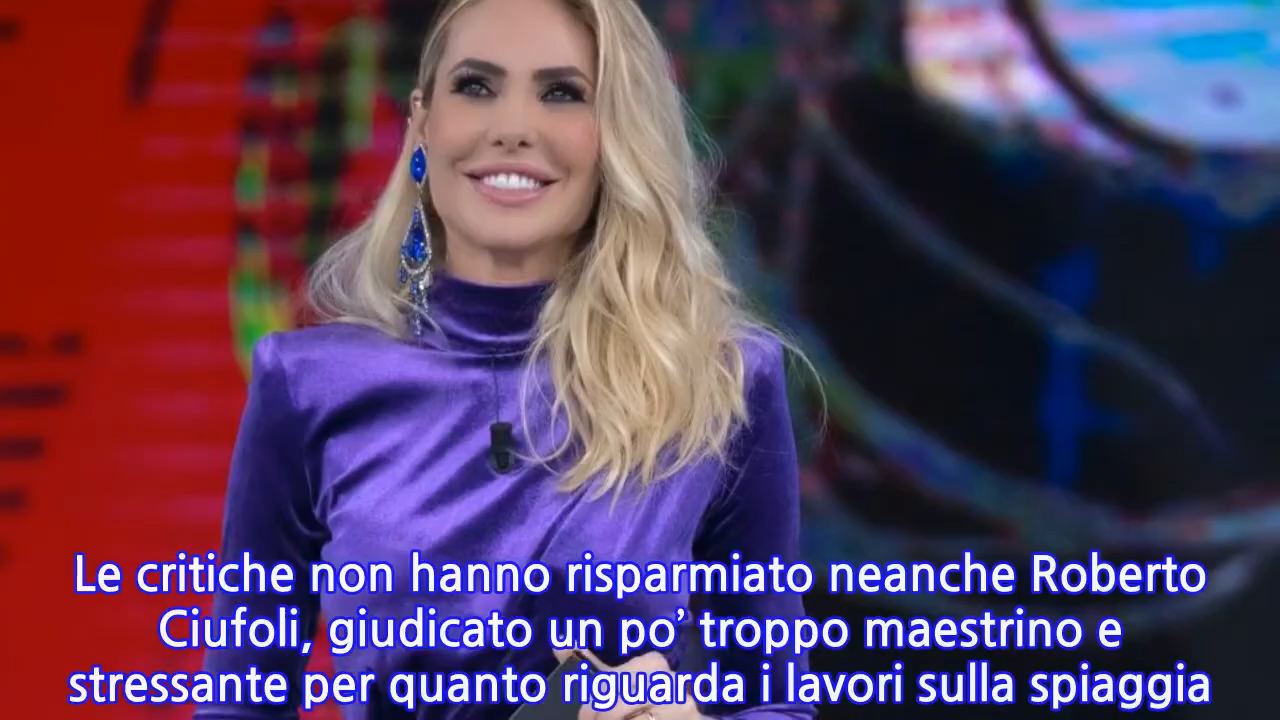 Le critiche non hanno risparmiato neanche Roberto
Ciufoli, giudicato un po’ troppo maestrino e
stressante per quanto riguarda i lavori sulla spiaggia